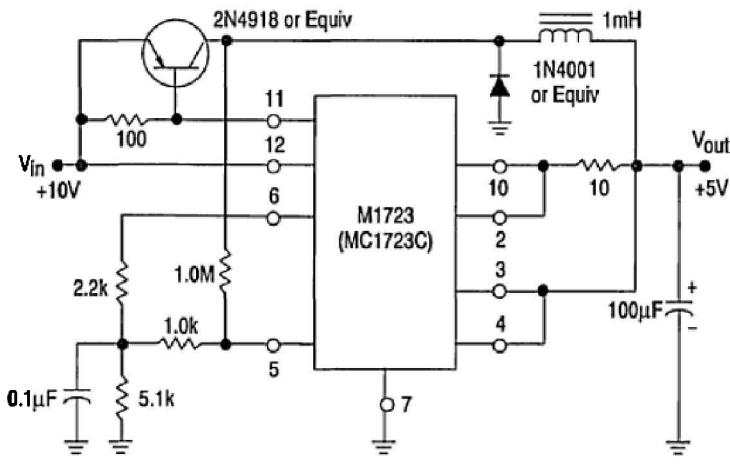 2N4918 or Equiv
1mH
1N4001
or Equiv
11
100
12
Vin
+10V
6
10
2
M1723
(MC1723C)
10
Vout
+5V
2.2k
1.0M
3
100μF
+
-
1.0k
4
5
0.1μF
5.1k
7